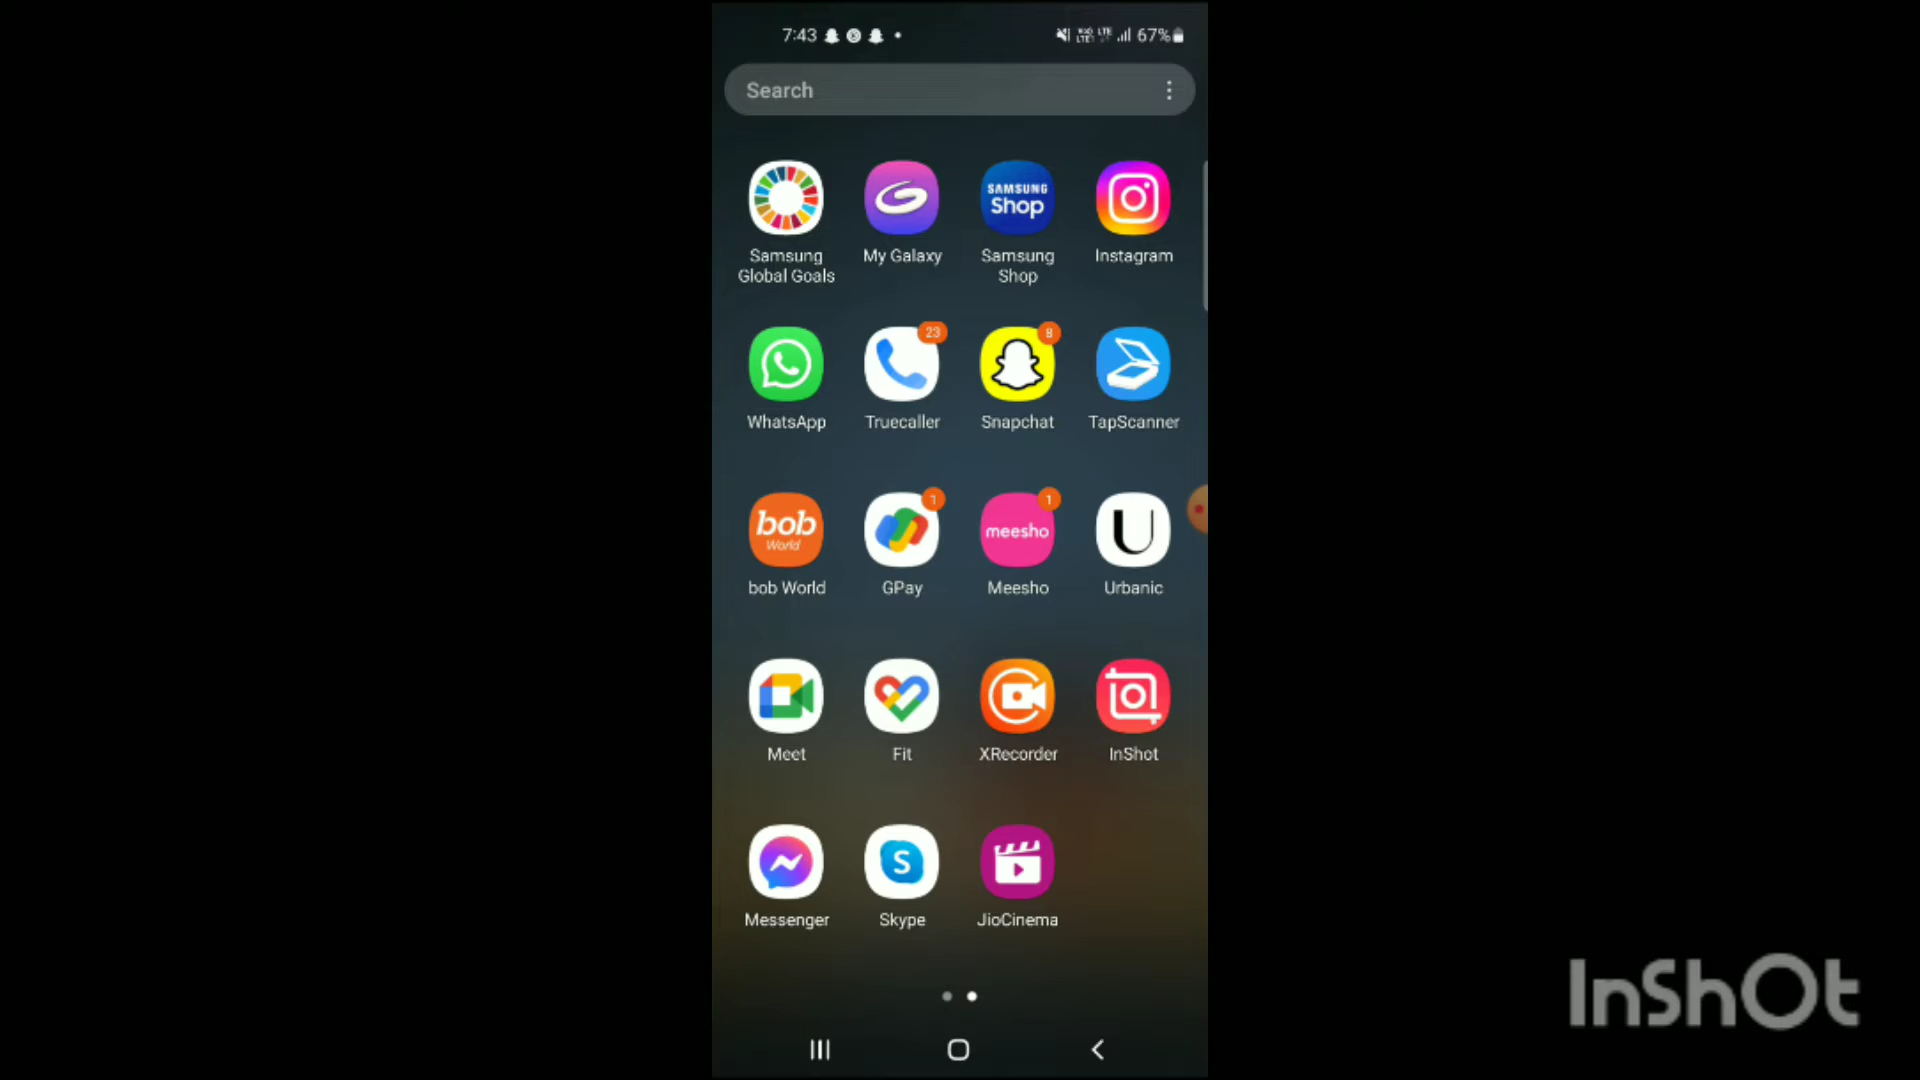 7:43
67%
Search
SAMSUNG
Shop
Samsung
Global Goals
My Galaxy
Samsung
Shop
Instagram
23
8
WhatsApp
Truecaller
Snapchat
TapScanner
1
1
bob
World
meesho
U
bob World
GPay
Meesho
Urbanic
Meet
Fit
XRecorder
InShot
S
Messenger
Skype
JioCinema
InShOt